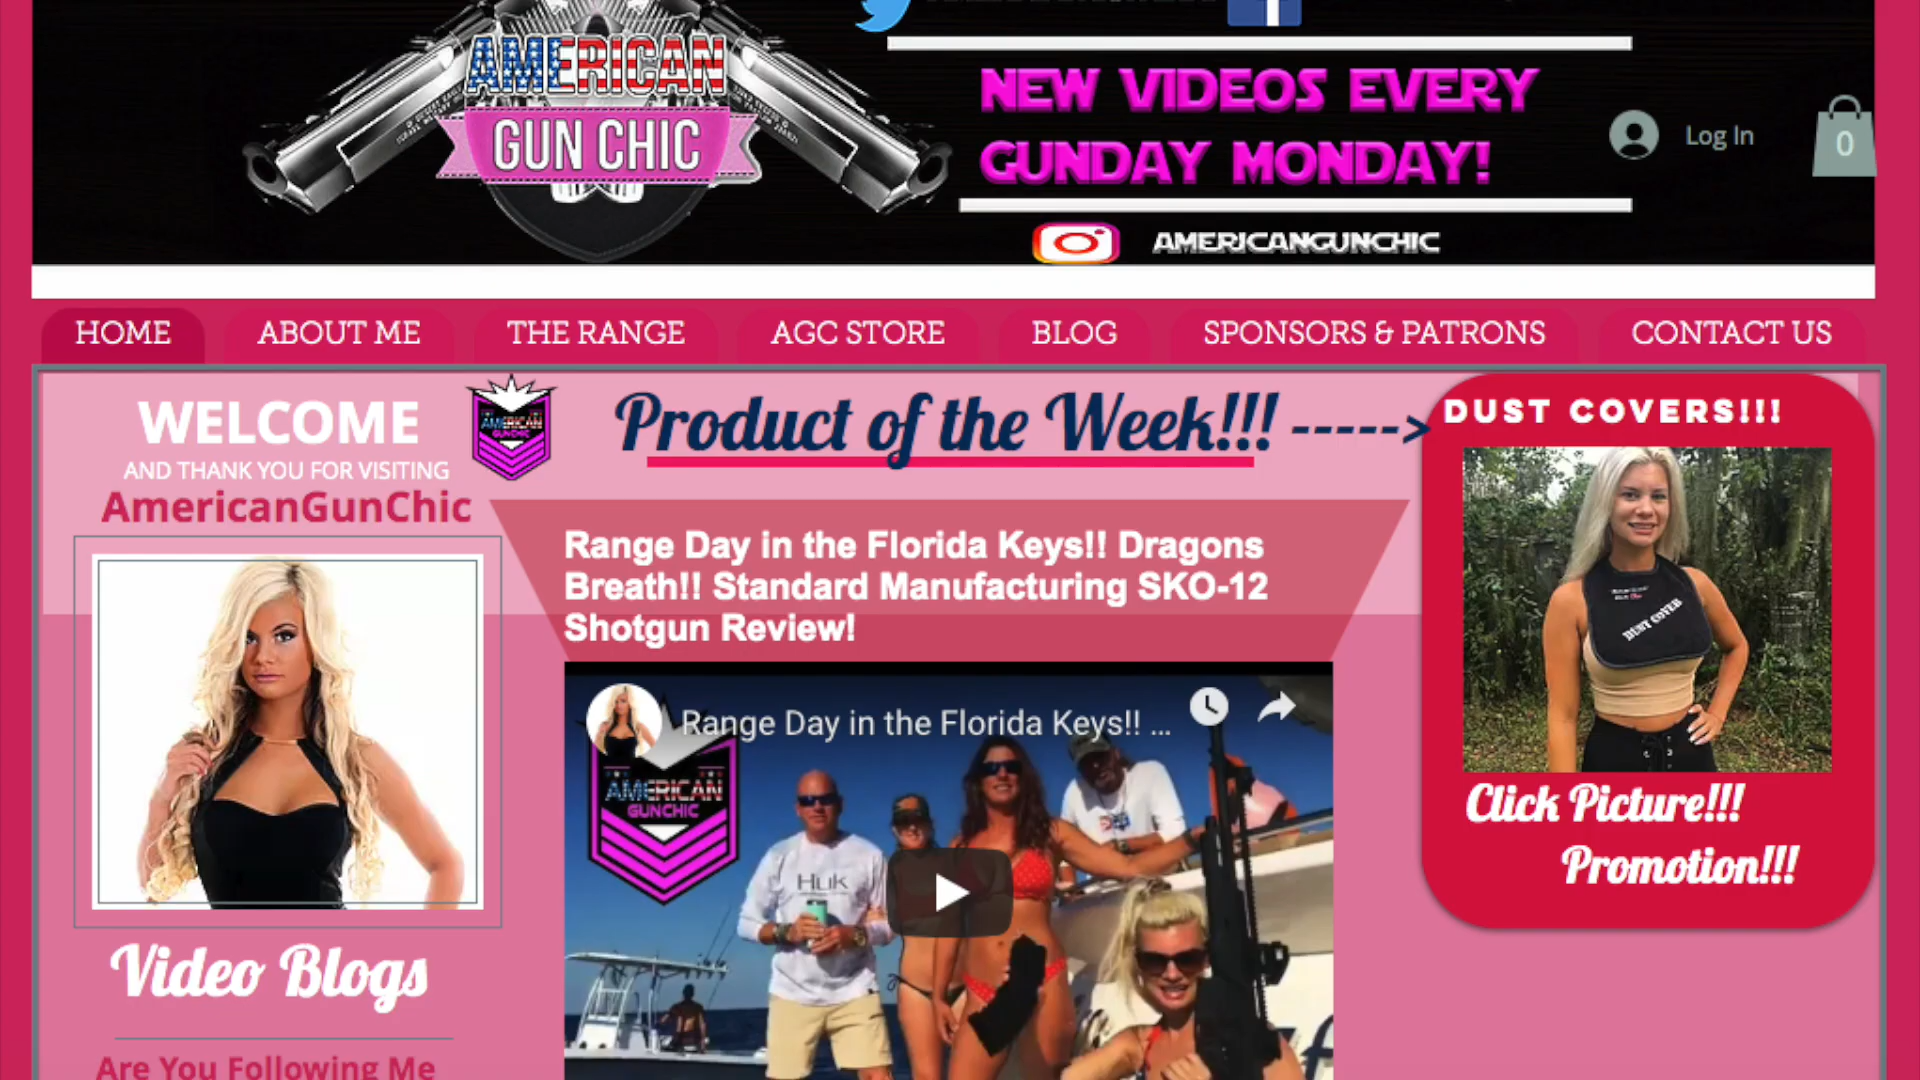 AMERICAN
GUN CHIC
NEW VIDEOS EVERY
GUNDAY MONDAY!
AMERICANGUNCHIC
Log In
0
HOME
ABOUT ME
THE RANGE
AGC STORE
BLOG
SPONSORS & PATRONS
CONTACT US
WELCOME
AND THANK YOU FOR VISITING
AmericanGunChic
AMERICAN
GUNCHIC
Product of the Week!!! ----->
DUST COVERS!!!
Range Day in the Florida Keys!! Dragons
Breath!! Standard Manufacturing SKO-12
Shotgun Review!
Range Day in the Florida Keys!! ...
AMERICAN
GUNCHIC
HUK
DUST COVER
Click Picture!!!
Promotion!!!
Video Blogs
Are You Following Me